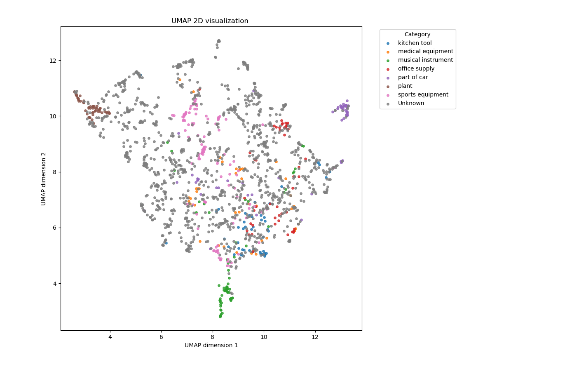 UMAP 2D visualization
Category
kitchen tool
medical equipment
musical instrument
office supply
part of car
plant
sports equipment
Unknown
12
10
8
6
4
UMAP dimension 2
4
6
8
10
12
UMAP dimension 1